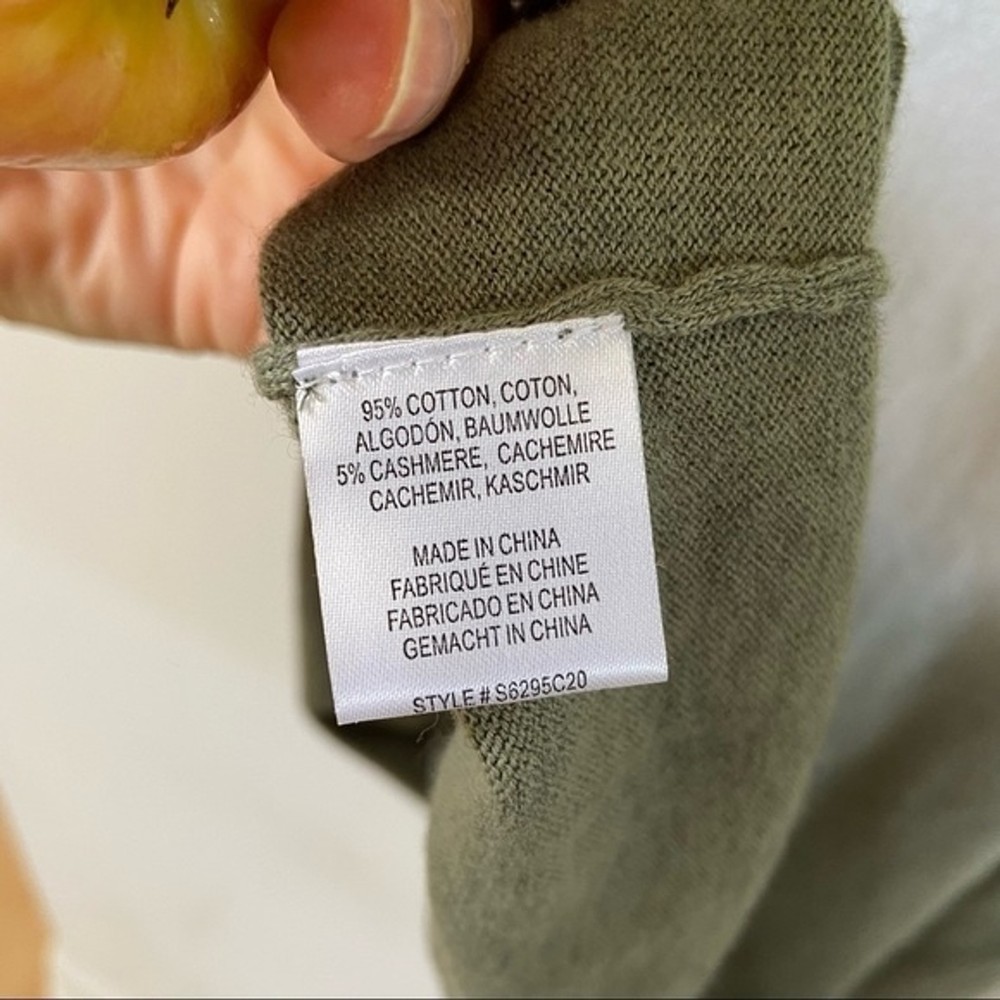 95% COTTON, COTON,
ALGODÓN, BAUMWOLLE
5% CASHMERE, CACHEMIRE
CACHEMIR, KASCHMIR
MADE IN CHINA
FABRIQUÉ EN CHINE
FABRICADO EN CHINA
GEMACHT IN CHINA
STYLE # S6295C20